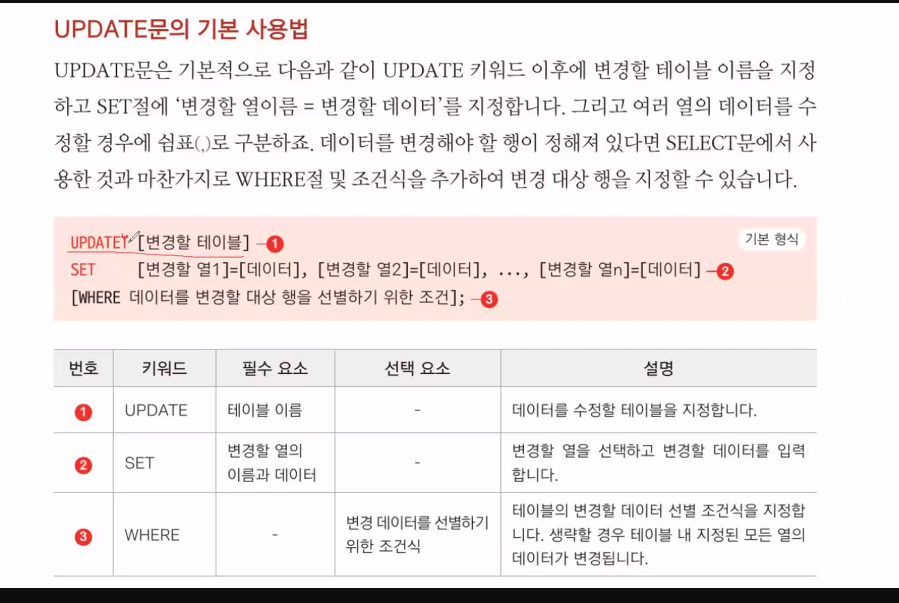 UPDATE문의 기본 사용법
UPDATE문은 기본적으로 다음과 같이 UPDATE 키워드 이후에 변경할 테이블 이름을 지정
하고 SET절에 ‘변경할 열이름 = 변경할 데이터’를 지정합니다. 그리고 여러 열의 데이터를 수
정할 경우에 쉼표(,)로 구분하죠. 데이터를 변경해야 할 행이 정해져 있다면 SELECT문에서 사
용한 것과 마찬가지로 WHERE절 및 조건식을 추가하여 변경 대상 행을 지정할 수 있습니다.
기본 형식
UPDATE [변경할 테이블] ①
SET [변경할 열1]=[데이터], [변경할 열2]=[데이터], ..., [변경할 열n]=[데이터] ②
[WHERE 데이터를 변경할 대상 행을 선별하기 위한 조건]; ③
번호 키워드 필수 요소 선택 요소 설명
① UPDATE 테이블 이름 - 데이터를 수정할 테이블을 지정합니다.
② SET 변경할 열의 - 변경할 열을 선택하고 변경할 데이터를 입력
이름과 데이터 합니다.
③ WHERE - 변경 데이터를 선별하기 테이블의 변경할 데이터 선별 조건식을 지정합
위한 조건식 니다. 생략할 경우 테이블 내 지정된 모든 열의
데이터가 변경됩니다.